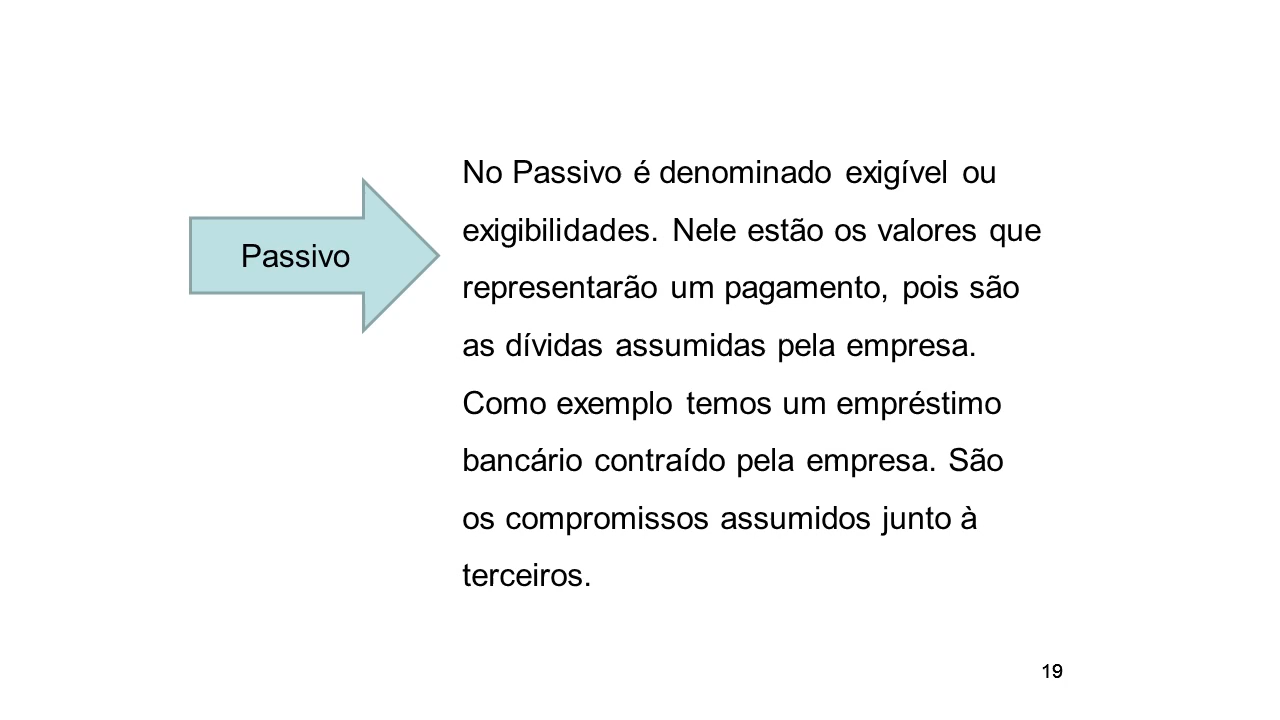 Passivo
No Passivo é denominado exigível ou
exigibilidades. Nele estão os valores que
representarão um pagamento, pois são
as dívidas assumidas pela empresa.
Como exemplo temos um empréstimo
bancário contraído pela empresa. São
os compromissos assumidos junto à
terceiros.
19